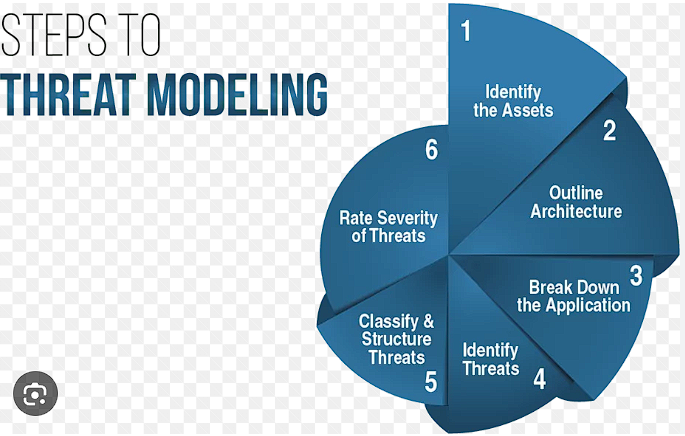 STEPS TO
THREAT MODELING
1
Identify
the Assets
2
Outline
Architecture
3
Break Down
the Application
Identify
Threats
4
Classify &
Structure
Threats
5
6
Rate Severity
of Threats